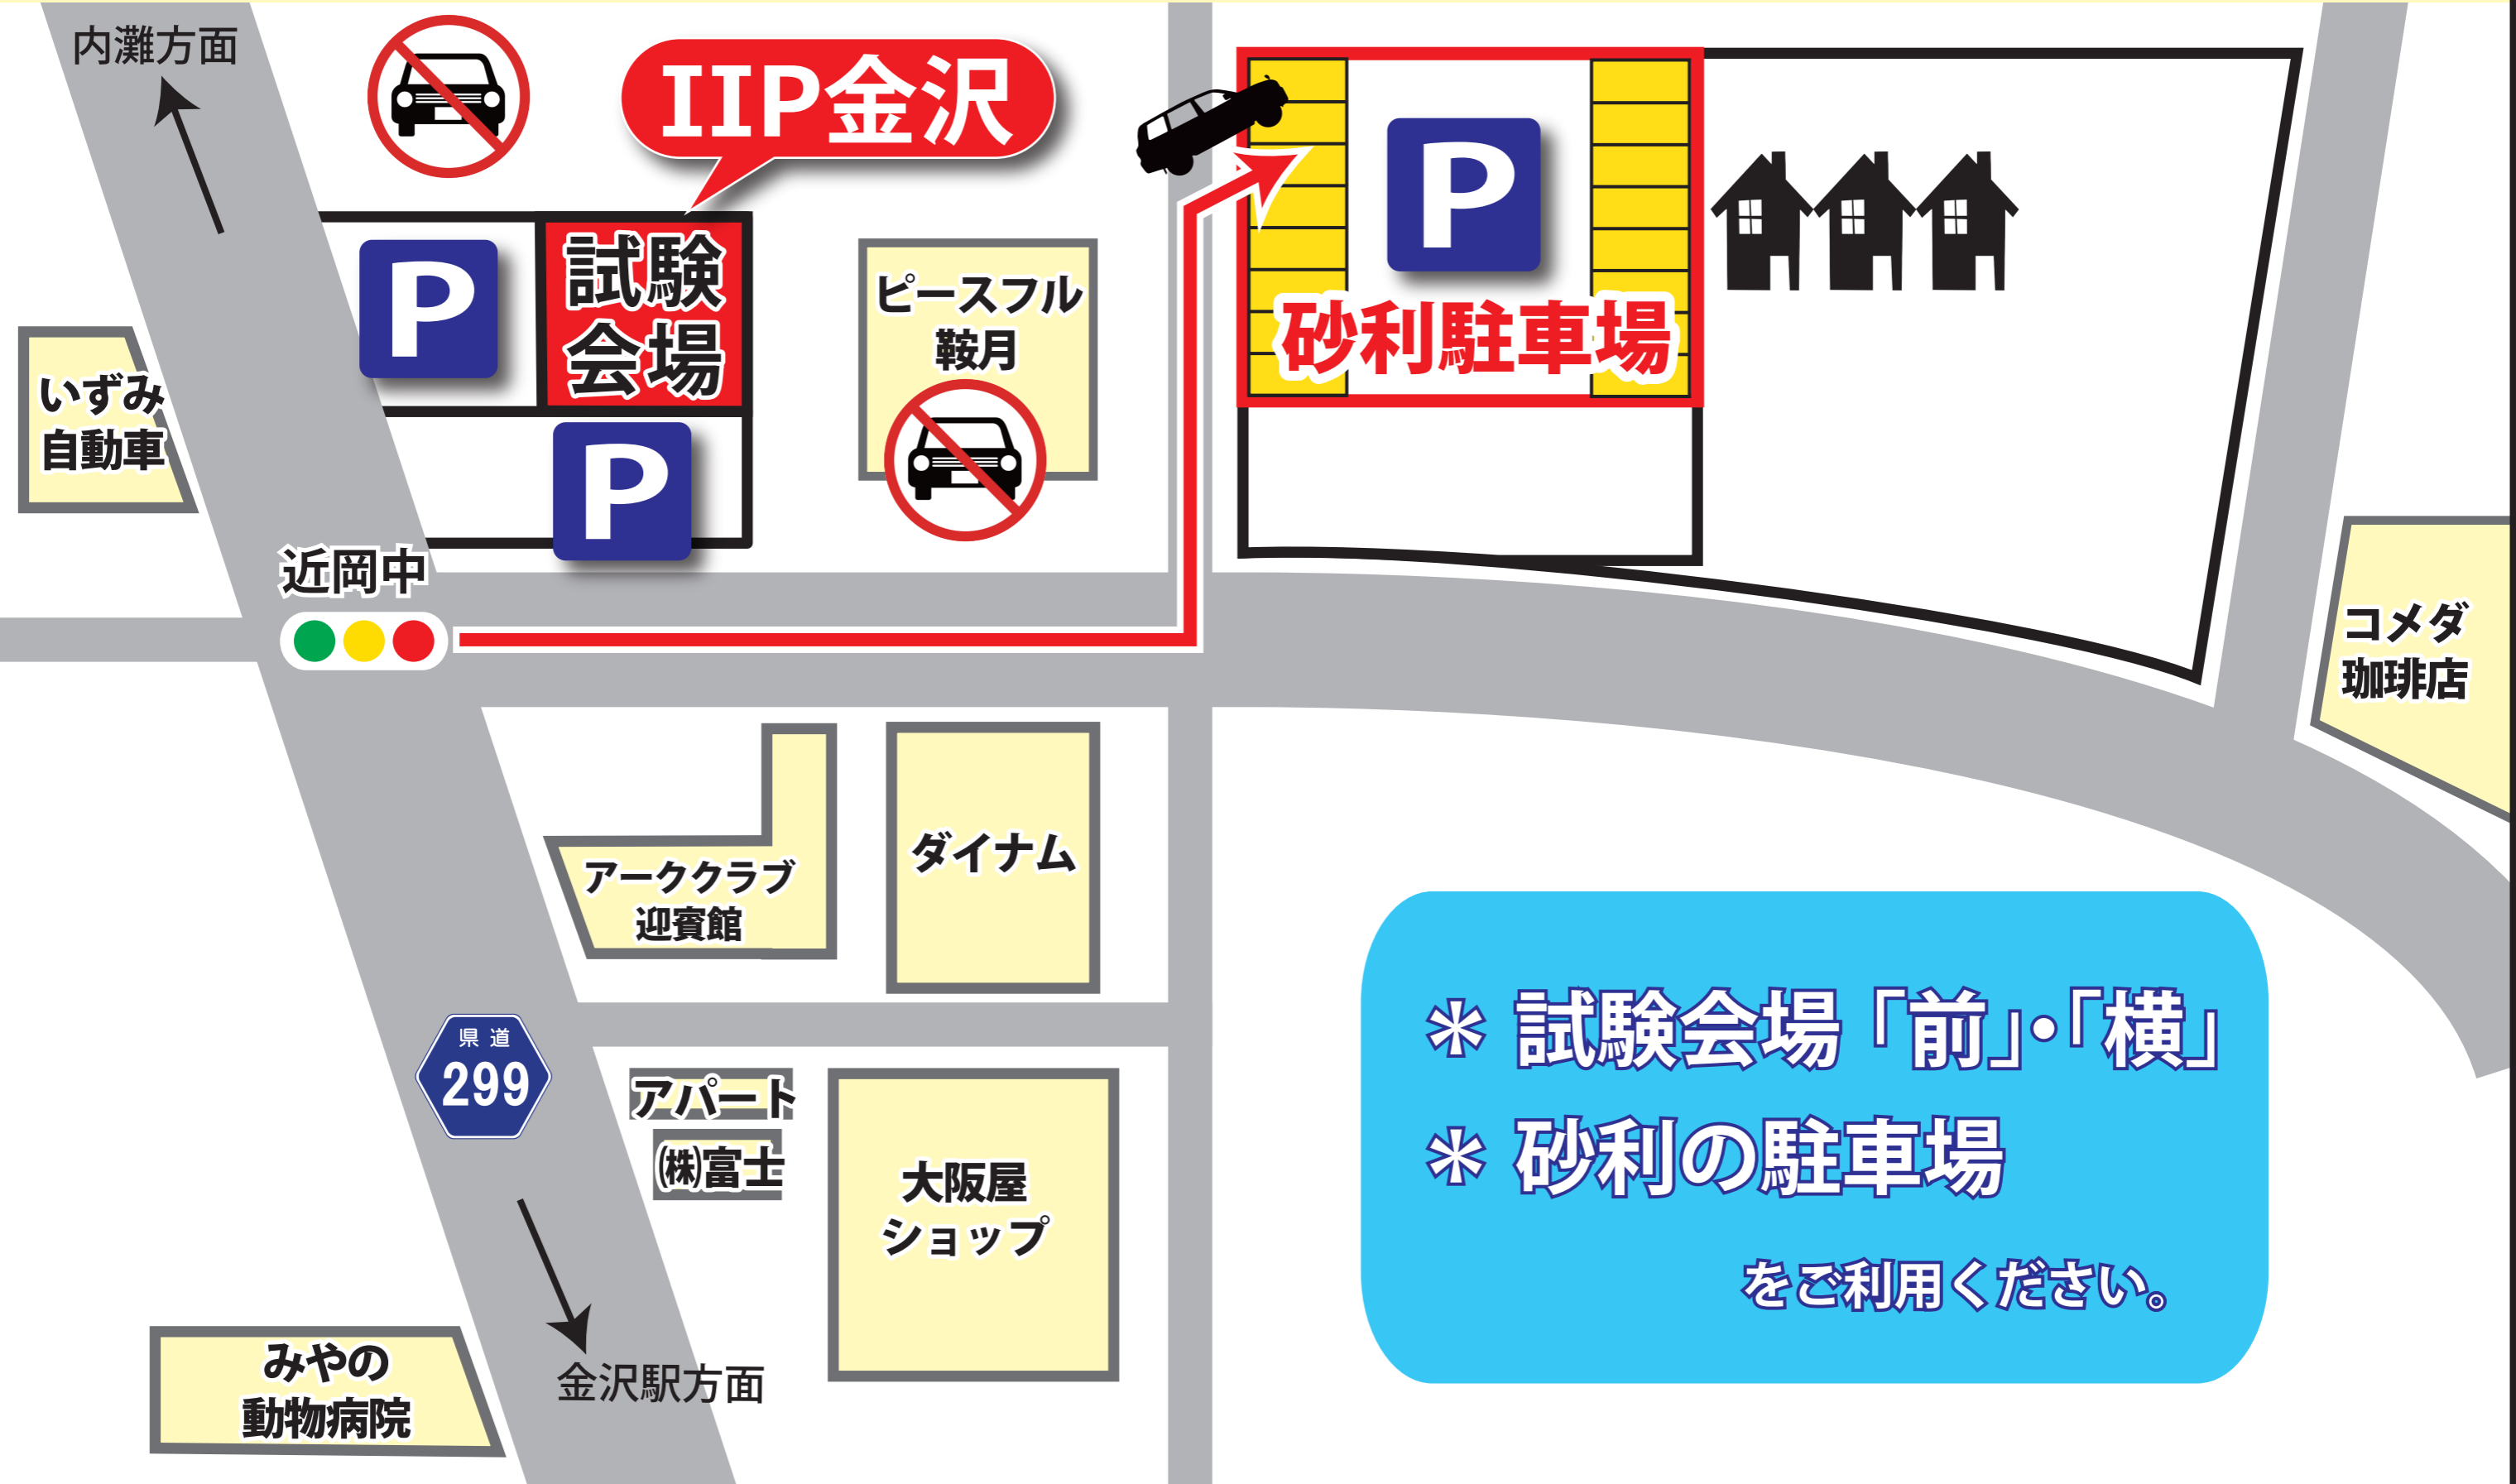 内灘方面
IIP金沢
P
試験
会場
P
ピースフル
鞍月
P
砂利駐車場
いずみ
自動車
近岡中
コメダ
珈琲店
アーククラブ
迎賓館
ダイナム
県道
299
アパート
㈱富士
大阪屋
ショップ
金沢駅方面
みやの
動物病院
＊ 試験会場「前」・「横」
＊ 砂利の駐車場
をご利用ください。